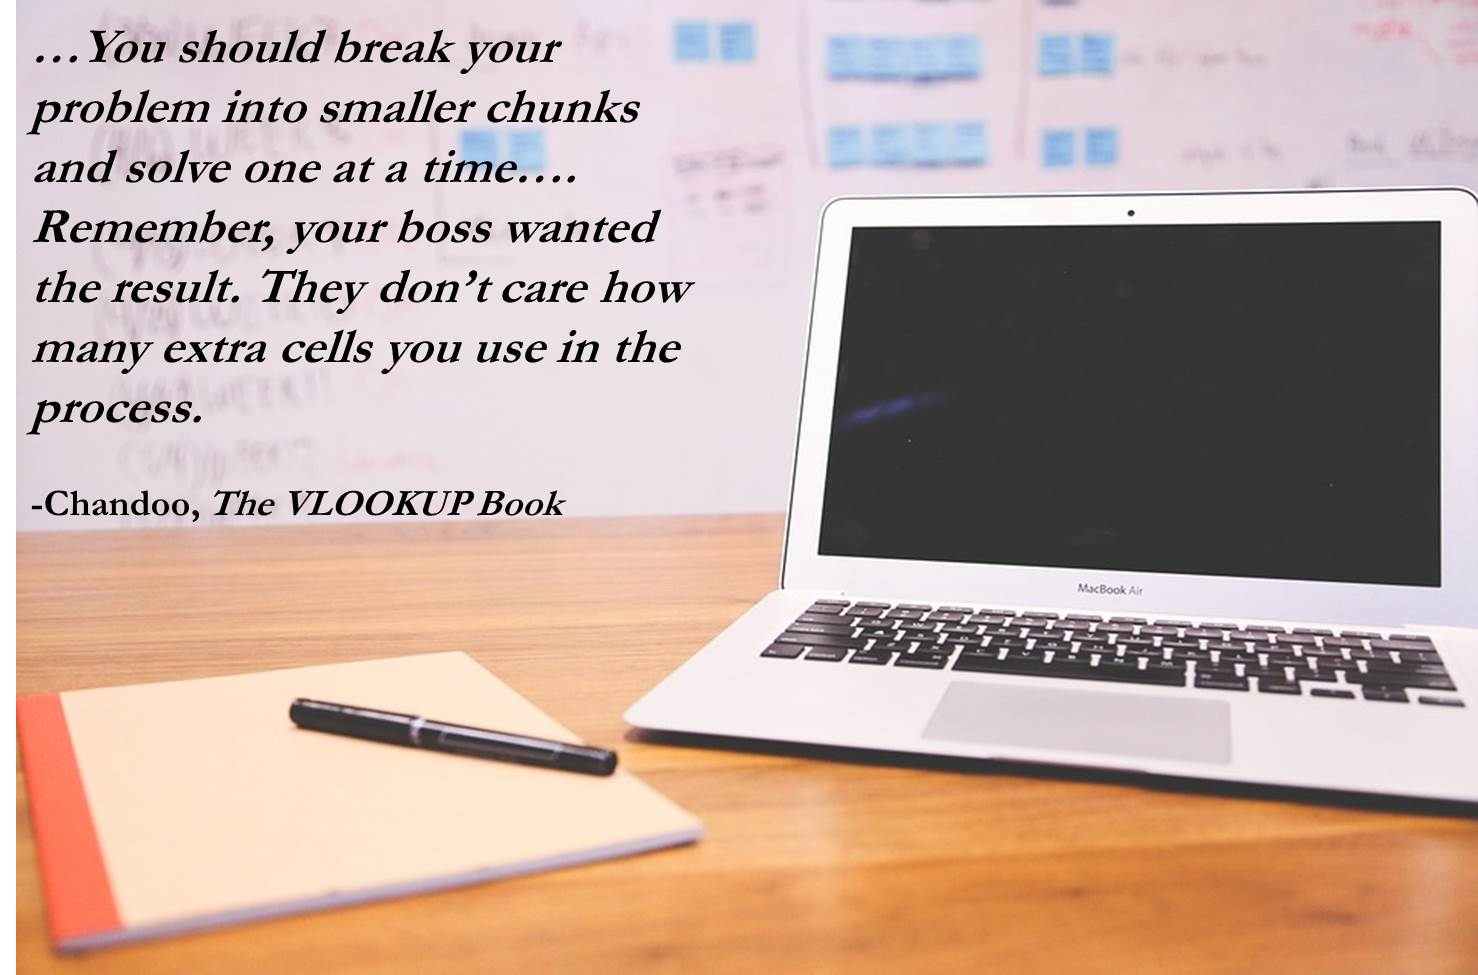 …You should break your
problem into smaller chunks
and solve one at a time….
Remember, your boss wanted
the result. They don’t care how
many extra cells you use in the
process.
-Chandoo, The VLOOKUP Book
MacBook Air